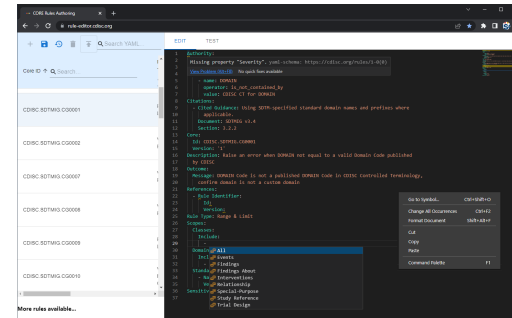 CORE Rules Authoring
rule-editor.cdisc.org
Search YAML...
Core ID
Search
CDISC.SDTMIG.CG0001
CDISC.SDTMIG.CG0002
CDISC.SDTMIG.CG0007
CDISC.SDTMIG.CG0008
CDISC.SDTMIG.CG0009
CDISC.SDTMIG.CG0010
More rules available...
EDIT TEST
1 Authority:
Missing property "Severity". yaml-schema: https://cdisc.org/rules/1-0(0)
View Problem (Alt+F8) No quick fixes available
- name: DOMAIN
operator: is_not_contained_by
value: CDISC CT for DOMAIN
Citations:
- Cited Guidance: Using SDTM-specified standard domain names and prefixes where
applicable.
Document: SDTMIG v3.4
Section: 3.2.2
Core:
Id: CDISC.SDTMIG.CG0001
Version: '1'
Description: Raise an error when DOMAIN not equal to a valid Domain Code published
by CDISC
Outcome:
Message: DOMAIN Code is not a published DOMAIN Code in CDISC Controlled terminology,
confirm domain is not a custom domain
References:
- Rule Identifier:
Id:
Version:
Rule Type: Range & Limit
Scopes:
Classes:
Include:
-
Domain
All
Incl
Events
Findings
Standa
Findings About
Interventions
Relationship
Sensitiv
Special-Purpose
Study Reference
Trial Design
Go to Symbol... Ctrl+Shift+O
Change All Occurrences Ctrl+F2
Format Document Shift+Alt+F
Cut
Copy
Paste
Command Palette F1